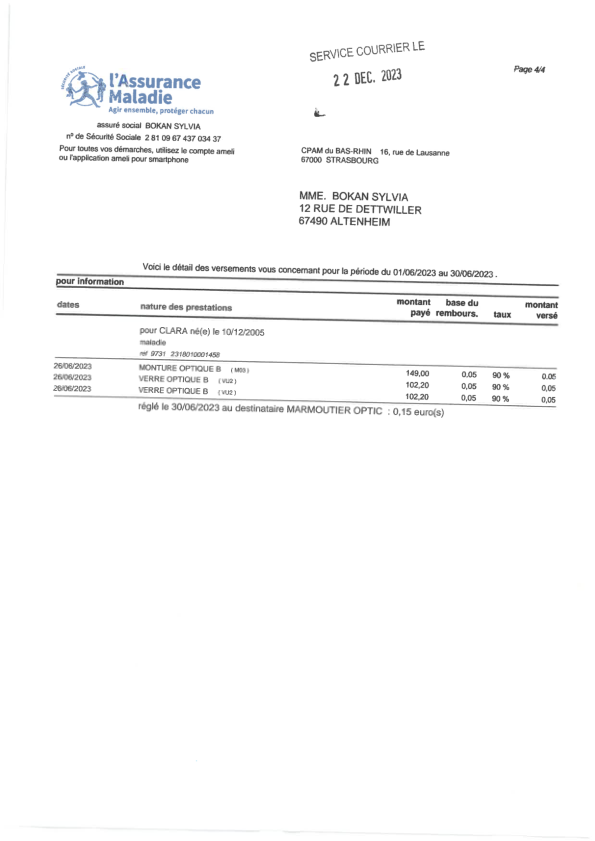 SERVICE COURRIER LE
22 DEC. 2023
Page 4/4
SÉCURITÉ SOCIALE
l'Assurance
Maladie
Agir ensemble, protéger chacun
assuré social BOKAN SYLVIA
n° de Sécurité Sociale 2 81 09 67 437 034 37
Pour toutes vos démarches, utilisez le compte ameli
ou l'application ameli pour smartphone
CPAM du BAS-RHIN 16, rue de Lausanne
67000 STRASBOURG
MME. BOKAN SYLVIA
12 RUE DE DETTWILLER
67490 ALTENHEIM
Voici le détail des versements vous concernant pour la période du 01/06/2023 au 30/06/2023 .
pour information
dates nature des prestations montant payé base du rembours. taux montant versé
pour CLARA né(e) le 10/12/2005
maladie
réf 9731 2318010001458
26/06/2023 MONTURE OPTIQUE B ( M03 ) 149,00 0,05 90 % 0,05
26/06/2023 VERRE OPTIQUE B ( VU2 ) 102,20 0,05 90 % 0,05
26/06/2023 VERRE OPTIQUE B ( VU2 ) 102,20 0,05 90 % 0,05
réglé le 30/06/2023 au destinataire MARMOUTIER OPTIC : 0,15 euro(s)